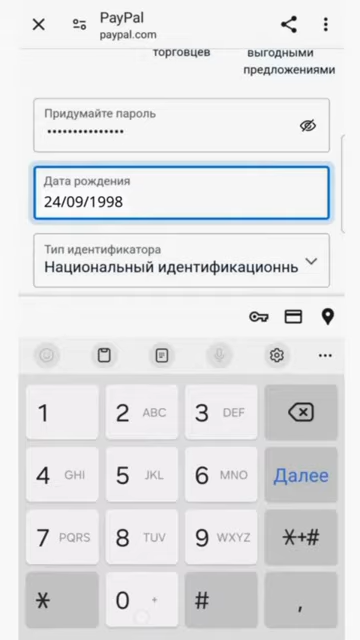 PayPal
paypal.com
торговцев
выгодными
предложениями
Придумайте пароль
•••••••••••••••
Дата рождения
24/09/1998
Тип идентификатора
Национальный идентификационнь
1
2 ABC
3 DEF
4 GHI
5 JKL
6 MNO
Далее
7 PQRS
8 TUV
9 WXYZ
*+#
*
0 +
#
,